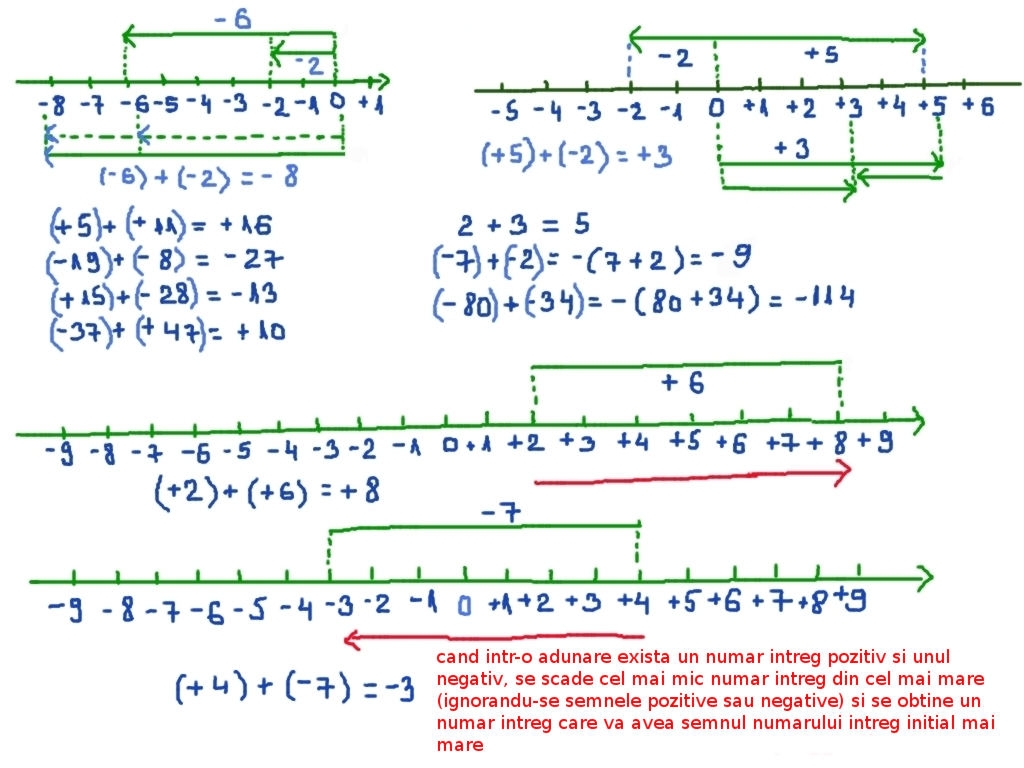 -6
-2
-8 -7 -6 -5 -4 -3 -2 -1 0 +1
(-6) + (-2) = - 8
-2 +5
-5 -4 -3 -2 -1 0 +1 +2 +3 +4 +5 +6
+3
(+5)+(-2) = +3
(+5)+(+11) = +16
(-19)+(-8) = -27
(+15)+(-28) = -13
(-37)+(+47)= +10
2 + 3 = 5
(-7)+(-2)= -(7+2)= -9
(-80)+(-34)= -(80+34) = -114
+ 6
-9 -8 -7 -6 -5 -4 -3 -2 -1 0 +1 +2 +3 +4 +5 +6 +7 +8 +9
(+2)+(+6) = +8
-7
-9 -8 -7 -6 -5 -4 -3 -2 -1 0 +1 +2 +3 +4 +5 +6 +7 +8 +9
(+4) + (-7) = -3
cand intr-o adunare exista un numar intreg pozitiv si unul
negativ, se scade cel mai mic numar intreg din cel mai mare
(ignorandu-se semnele pozitive sau negative) si se obtine un
numar intreg care va avea semnul numarului intreg initial mai
mare